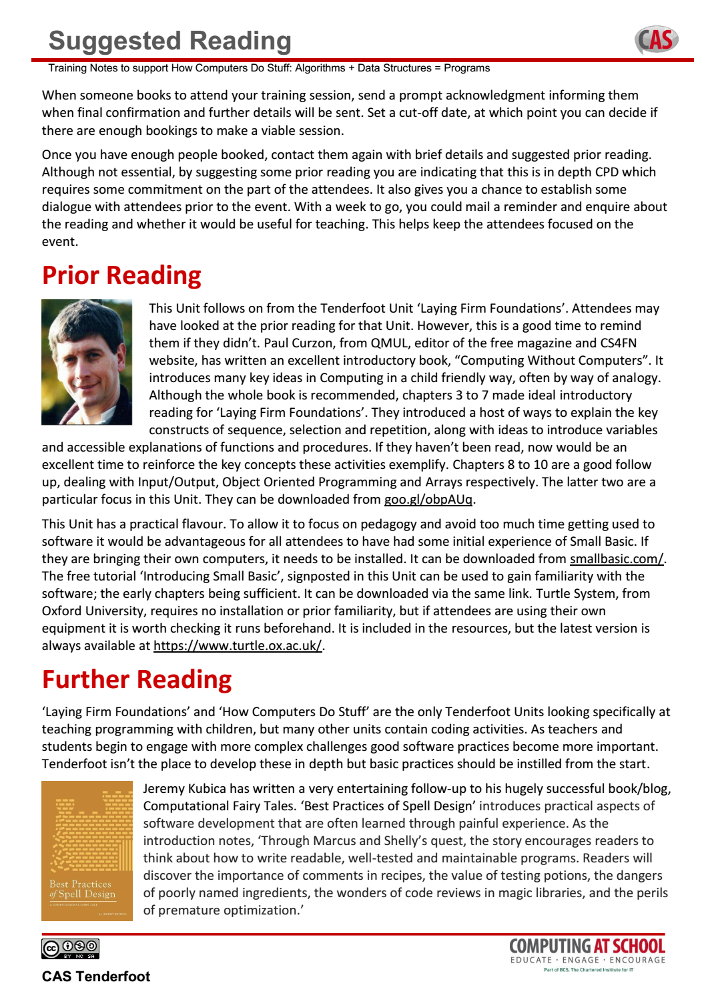 Suggested Reading
CAS
Training Notes to support How Computers Do Stuff: Algorithms + Data Structures = Programs
When someone books to attend your training session, send a prompt acknowledgment informing them
when final confirmation and further details will be sent. Set a cut-off date, at which point you can decide if
there are enough bookings to make a viable session.
Once you have enough people booked, contact them again with brief details and suggested prior reading.
Although not essential, by suggesting some prior reading you are indicating that this is in depth CPD which
requires some commitment on the part of the attendees. It also gives you a chance to establish some
dialogue with attendees prior to the event. With a week to go, you could mail a reminder and enquire about
the reading and whether it would be useful for teaching. This helps keep the attendees focused on the
event.
Prior Reading
This Unit follows on from the Tenderfoot Unit ‘Laying Firm Foundations’. Attendees may
have looked at the prior reading for that Unit. However, this is a good time to remind
them if they didn’t. Paul Curzon, from QMUL, editor of the free magazine and CS4FN
website, has written an excellent introductory book, “Computing Without Computers”. It
introduces many key ideas in Computing in a child friendly way, often by way of analogy.
Although the whole book is recommended, chapters 3 to 7 made ideal introductory
reading for ‘Laying Firm Foundations’. They introduced a host of ways to explain the key
constructs of sequence, selection and repetition, along with ideas to introduce variables
and accessible explanations of functions and procedures. If they haven’t been read, now would be an
excellent time to reinforce the key concepts these activities exemplify. Chapters 8 to 10 are a good follow
up, dealing with Input/Output, Object Oriented Programming and Arrays respectively. The latter two are a
particular focus in this Unit. They can be downloaded from goo.gl/obpAUq.
This Unit has a practical flavour. To allow it to focus on pedagogy and avoid too much time getting used to
software it would be advantageous for all attendees to have had some initial experience of Small Basic. If
they are bringing their own computers, it needs to be installed. It can be downloaded from smallbasic.com/.
The free tutorial ‘Introducing Small Basic’, signposted in this Unit can be used to gain familiarity with the
software; the early chapters being sufficient. It can be downloaded via the same link. Turtle System, from
Oxford University, requires no installation or prior familiarity, but if attendees are using their own
equipment it is worth checking it runs beforehand. It is included in the resources, but the latest version is
always available at https://www.turtle.ox.ac.uk/.
Further Reading
‘Laying Firm Foundations’ and ‘How Computers Do Stuff’ are the only Tenderfoot Units looking specifically at
teaching programming with children, but many other units contain coding activities. As teachers and
students begin to engage with more complex challenges good software practices become more important.
Tenderfoot isn’t the place to develop these in depth but basic practices should be instilled from the start.
Jeremy Kubica has written a very entertaining follow-up to his hugely successful book/blog,
Computational Fairy Tales. ‘Best Practices of Spell Design’ introduces practical aspects of
software development that are often learned through painful experience. As the
introduction notes, ‘Through Marcus and Shelly’s quest, the story encourages readers to
think about how to write readable, well-tested and maintainable programs. Readers will
discover the importance of comments in recipes, the value of testing potions, the dangers
of poorly named ingredients, the wonders of code reviews in magic libraries, and the perils
of premature optimization.’
Best Practices
of Spell Design
A COMPUTATIONAL FAIRY TALE
by JEREMY KUBICA
cc
BY NC SA
CAS Tenderfoot
COMPUTING AT SCHOOL
EDUCATE · ENGAGE · ENCOURAGE
Part of BCS, The Chartered Institute for IT